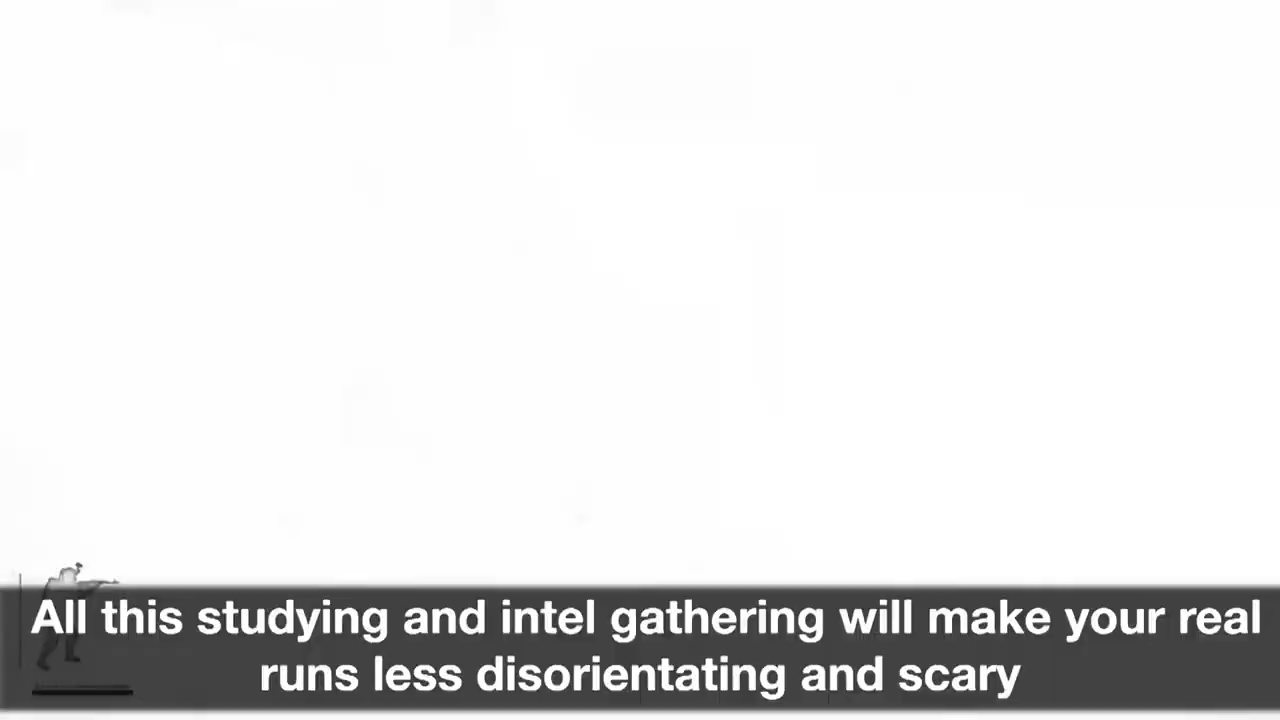 All this studying and intel gathering will make your real
runs less disorientating and scary